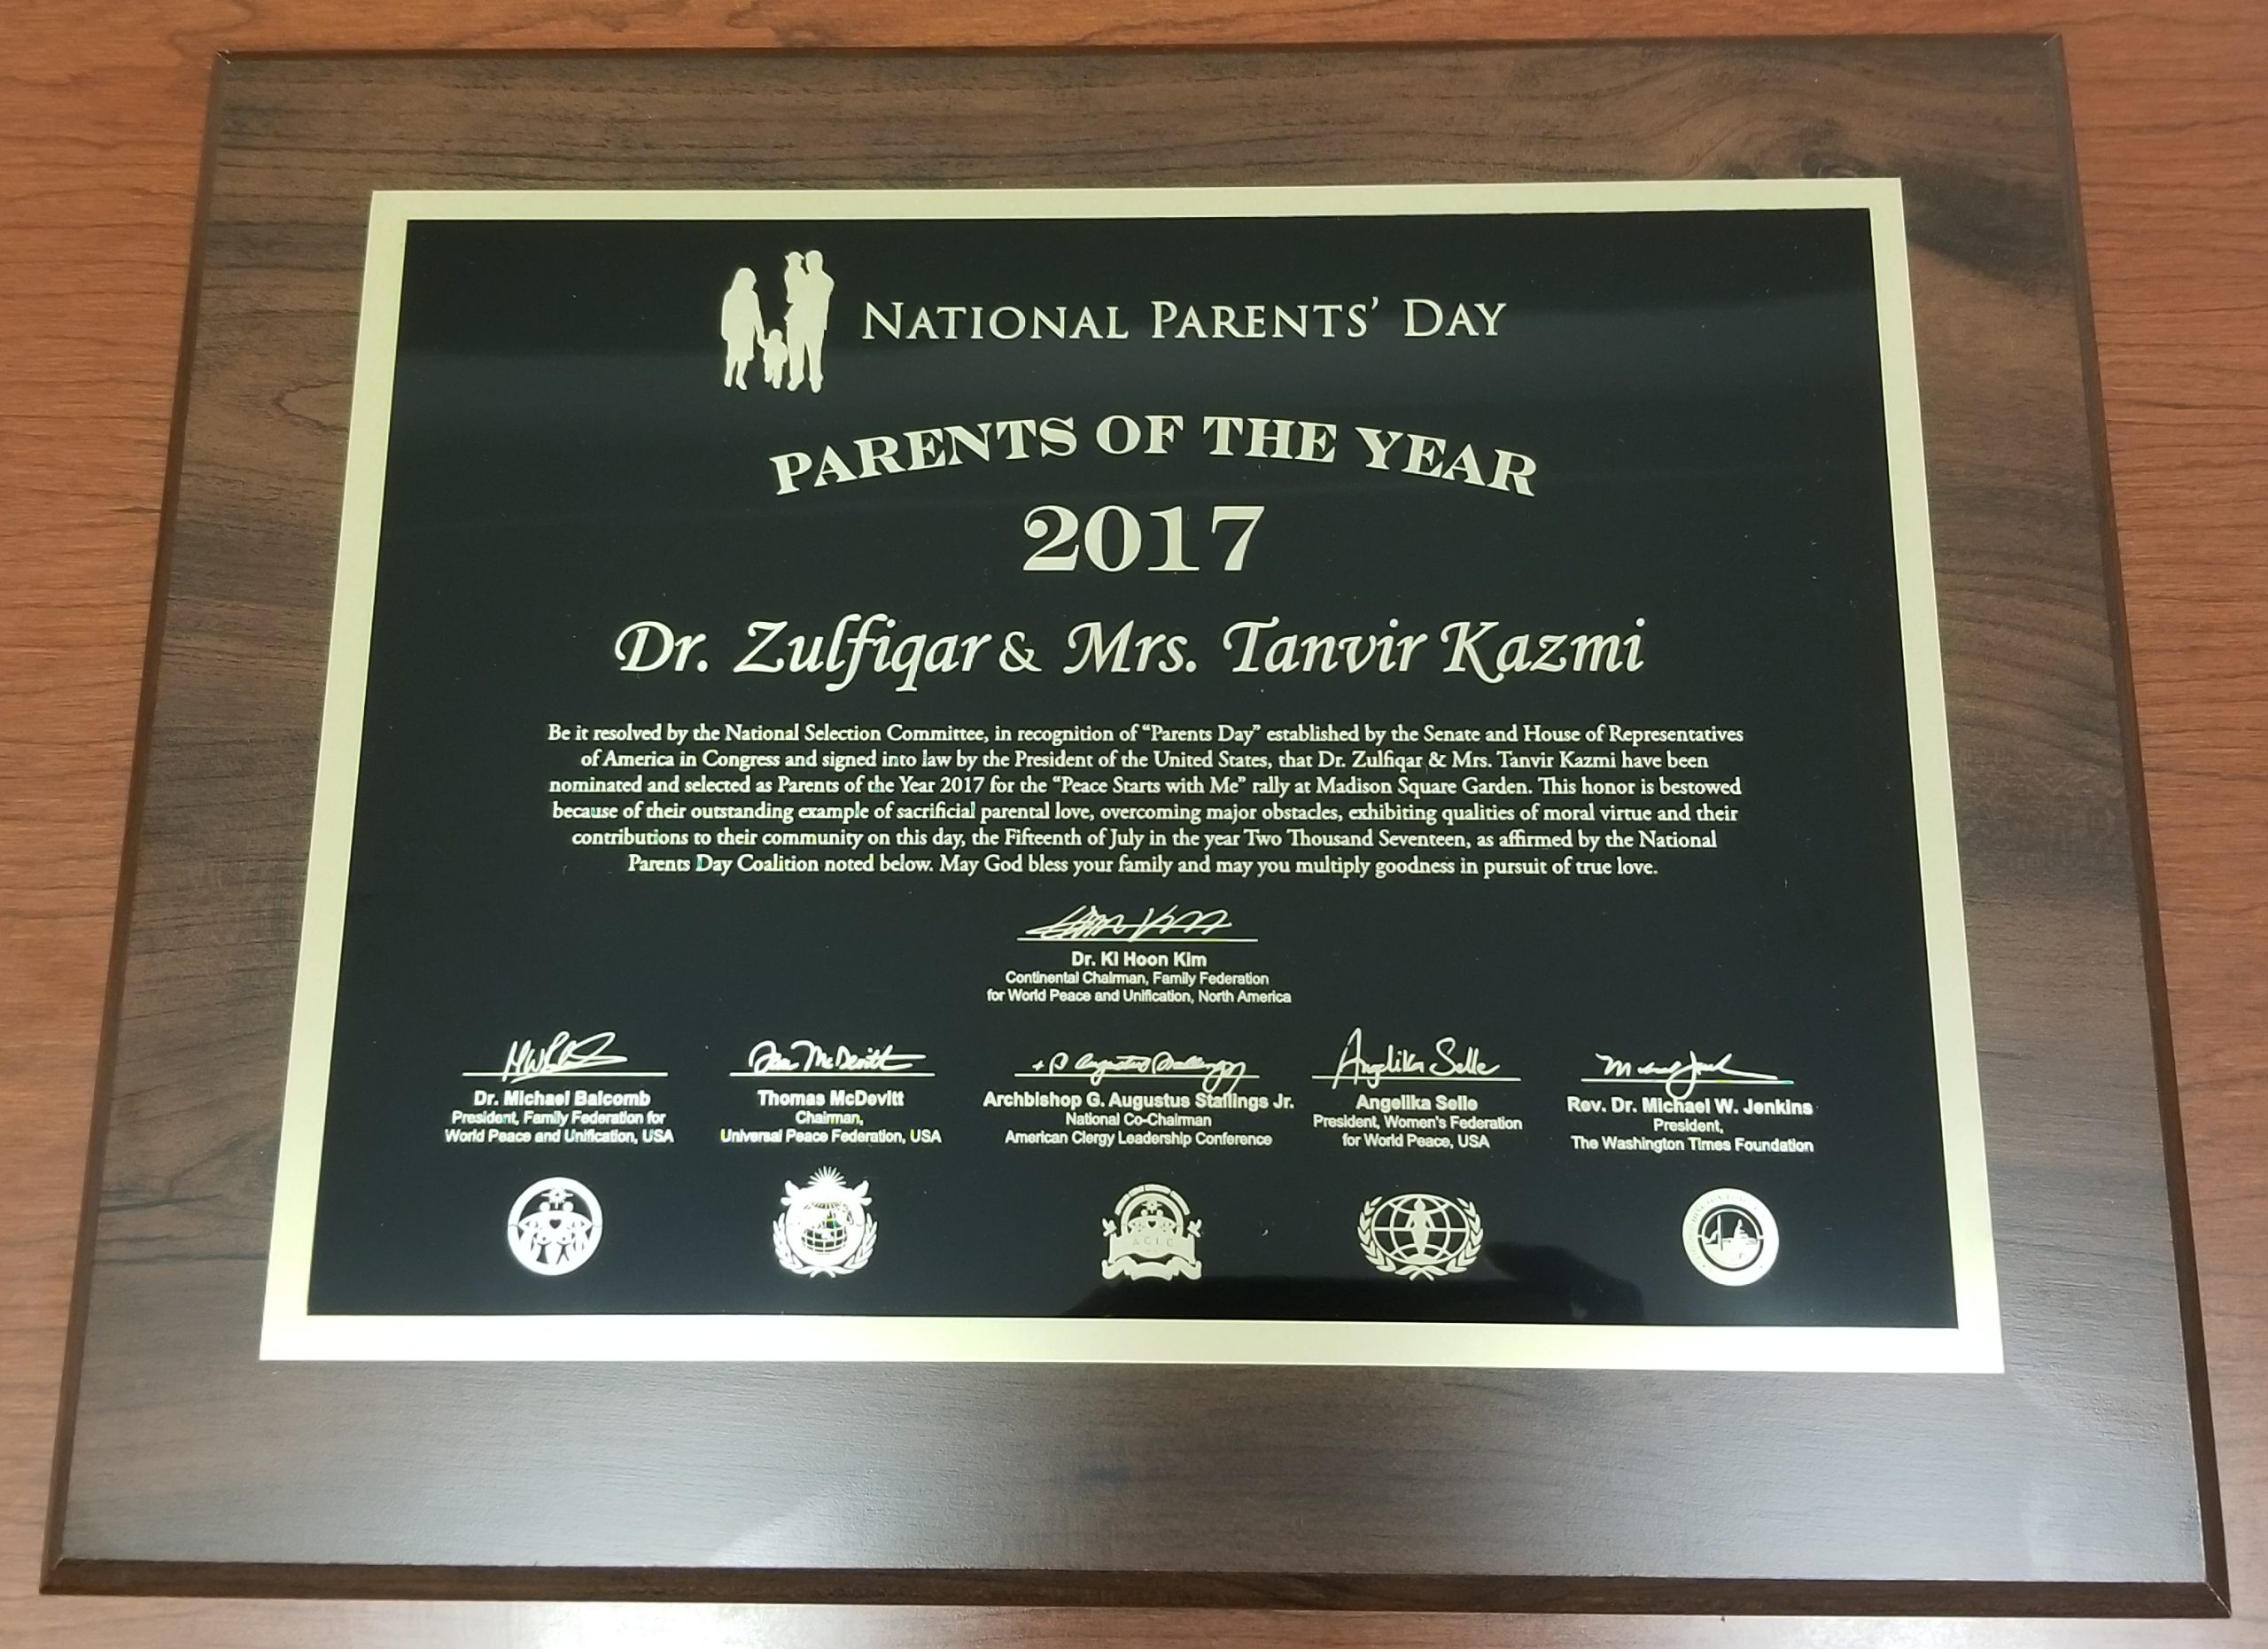 NATIONAL PARENTS' DAY
PARENTS OF THE YEAR
2017
Dr. Zulfiqar & Mrs. Tanvir Kazmi
Be it resolved by the National Selection Committee, in recognition of “Parents Day” established by the Senate and House of Representatives
of America in Congress and signed into law by the President of the United States, that Dr. Zulfiqar & Mrs. Tanvir Kazmi have been
nominated and selected as Parents of the Year 2017 for the “Peace Starts with Me” rally at Madison Square Garden. This honor is bestowed
because of their outstanding example of sacrificial parental love, overcoming major obstacles, exhibiting qualities of moral virtue and their
contributions to their community on this day, the Fifteenth of July in the year Two Thousand Seventeen, as affirmed by the National
Parents Day Coalition noted below. May God bless your family and may you multiply goodness in pursuit of true love.
Dr. Ki Hoon Kim
Continental Chairman, Family Federation
for World Peace and Unification, North America
Dr. Michael Balcomb
President, Family Federation for
World Peace and Unification, USA
Thomas McDevitt
Chairman,
Universal Peace Federation, USA
Archbishop G. Augustus Stallings Jr.
National Co-Chairman
American Clergy Leadership Conference
Angelika Selle
Angelika Selle
President, Women's Federation
for World Peace, USA
Rev. Dr. Michael W. Jenkins
President,
The Washington Times Foundation
ACLC